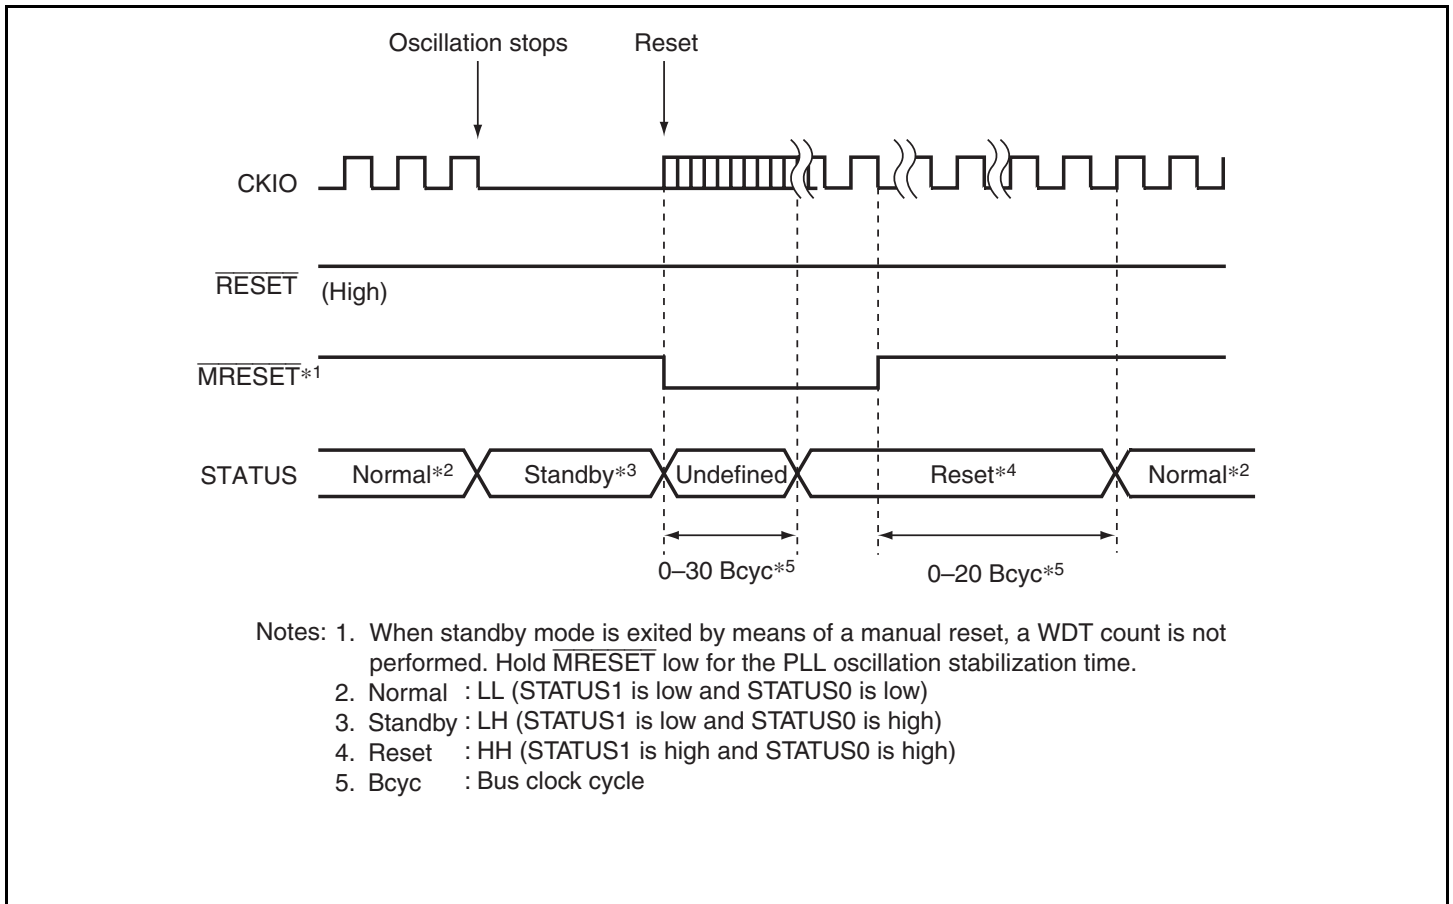 Oscillation stops Reset
CKIO
RESET (High)
MRESET*1
STATUS Normal*2 Standby*3 Undefined Reset*4 Normal*2
0–30 Bcyc*5 0–20 Bcyc*5
Notes: 1. When standby mode is exited by means of a manual reset, a WDT count is not
performed. Hold MRESET low for the PLL oscillation stabilization time.
2. Normal : LL (STATUS1 is low and STATUS0 is low)
3. Standby : LH (STATUS1 is low and STATUS0 is high)
4. Reset : HH (STATUS1 is high and STATUS0 is high)
5. Bcyc : Bus clock cycle